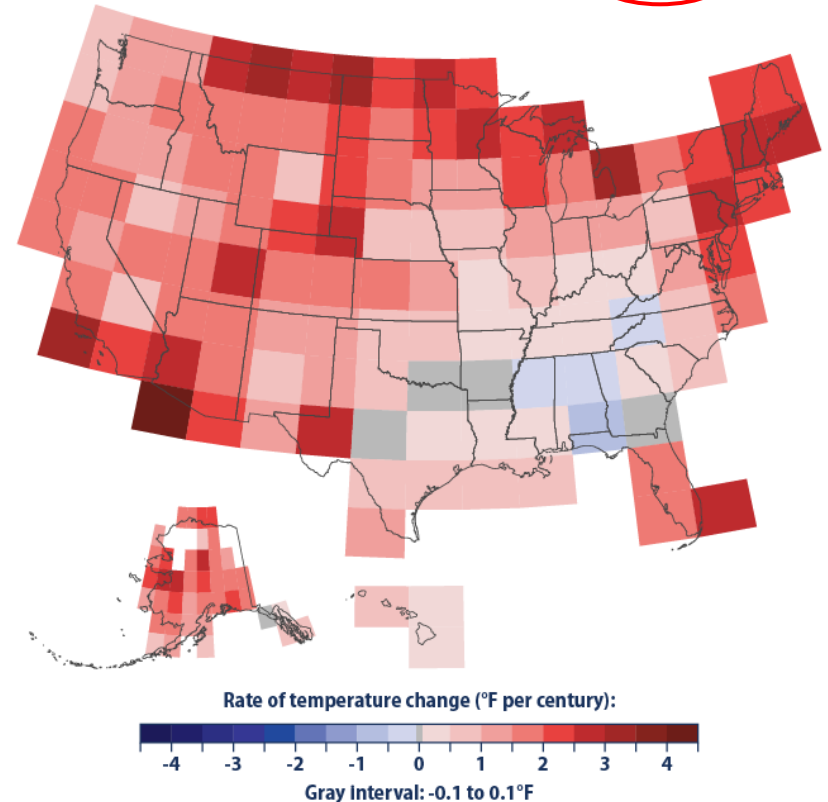 Rate of temperature change (°F per century):
-4 -3 -2 -1 0 1 2 3 4
Gray interval: -0.1 to 0.1°F